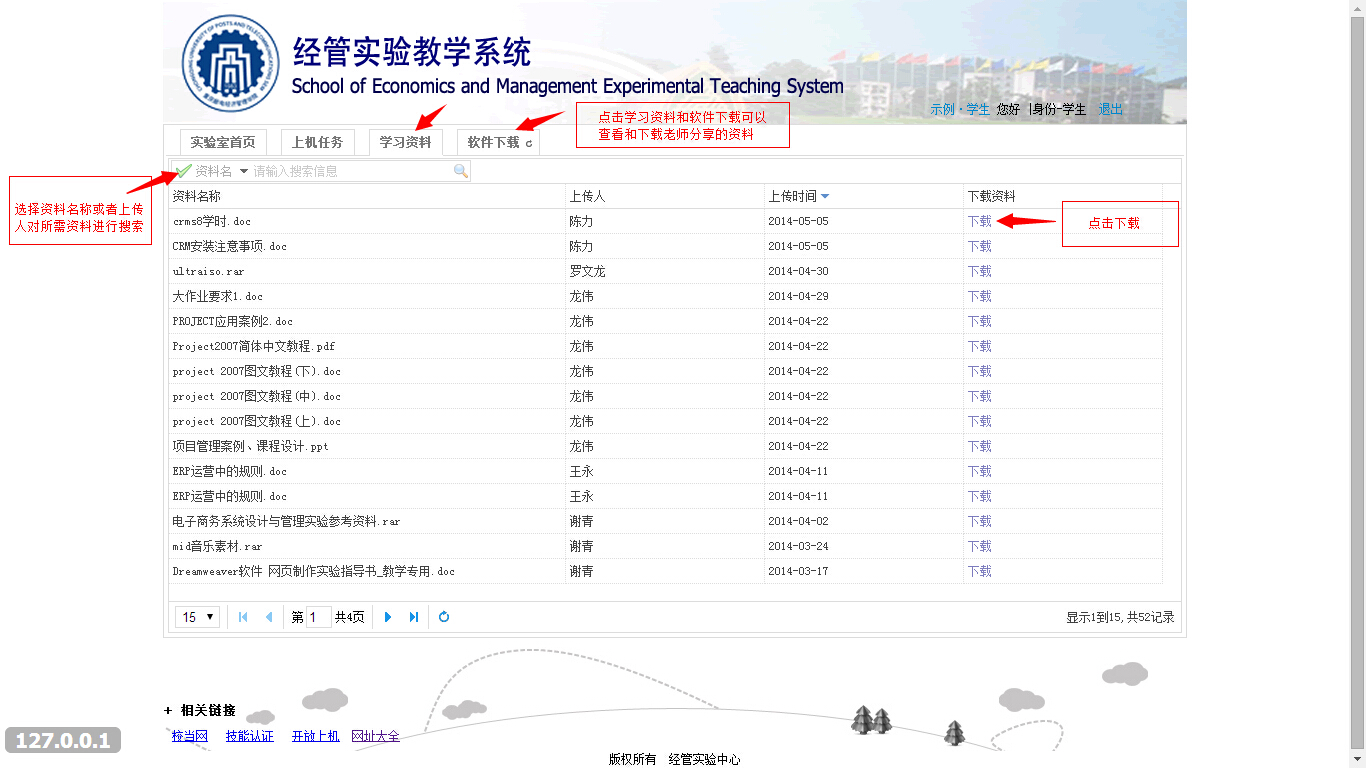 经管实验教学系统
School of Economics and Management Experimental Teaching System
示例·学生 您好 |身份-学生 退出
点击学习资料和软件下载可以
查看和下载老师分享的资料
实验室首页 上机任务 学习资料 软件下载
资料名 请输入搜索信息
选择资料名称或者上传
人对所需资料进行搜索
资料名称 上传人 上传时间 下载资料
crms8学时.doc 陈力 2014-05-05 下载
点击下载
CRM安装注意事项.doc 陈力 2014-05-05 下载
ultraiso.rar 罗文龙 2014-04-30 下载
大作业要求1.doc 龙伟 2014-04-29 下载
PROJECT应用案例2.doc 龙伟 2014-04-22 下载
Project2007简体中文教程.pdf 龙伟 2014-04-22 下载
project 2007图文教程(下).doc 龙伟 2014-04-22 下载
project 2007图文教程(中).doc 龙伟 2014-04-22 下载
project 2007图文教程(上).doc 龙伟 2014-04-22 下载
项目管理案例、课程设计.ppt 龙伟 2014-04-22 下载
ERP运营中的规则.doc 王永 2014-04-11 下载
ERP运营中的规则.doc 王永 2014-04-11 下载
电子商务系统设计与管理实验参考资料.rar 谢青 2014-04-02 下载
mid音乐素材.rar 谢青 2014-03-24 下载
Dreamweaver软件 网页制作实验指导书_教学专用.doc 谢青 2014-03-17 下载
15 第 1 共4页 显示1到15,共52记录
+ 相关链接
技能认证 开放上机 网址大全
127.0.0.1
版权所有 经管实验中心